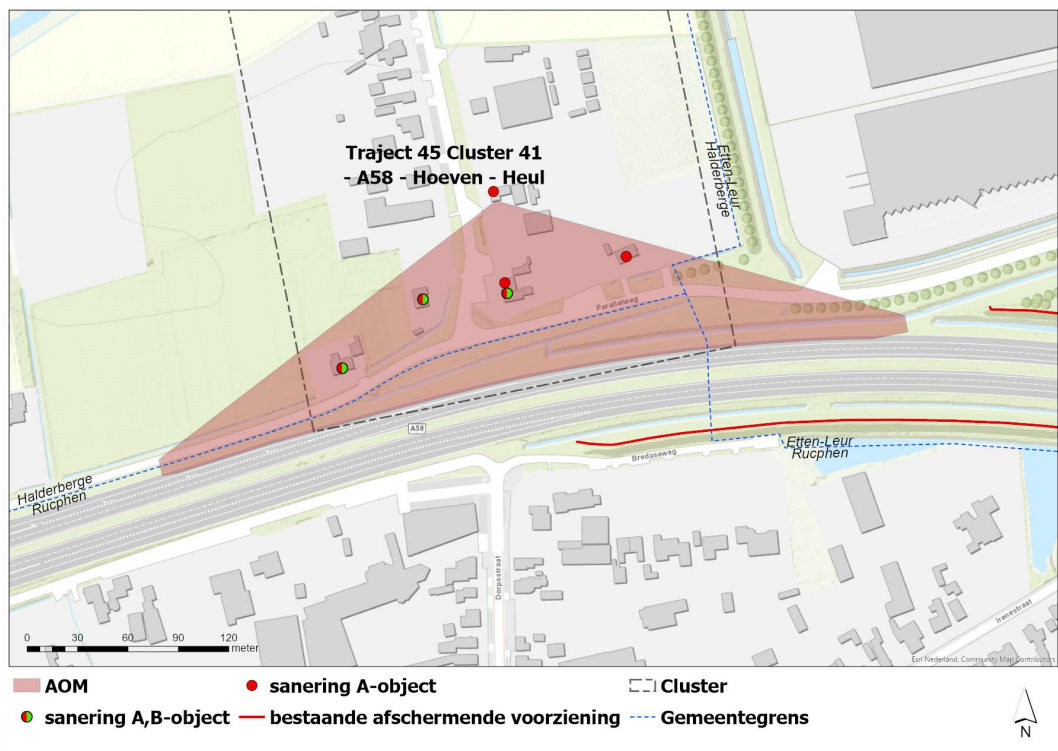 Traject 45 Cluster 41
- A58 - Hoeven - Heul
Etten-Leur
Halderberge
Parallelweg
A58
Halderberge
Rucphen
Bredaseweg
Etten-Leur
Rucphen
Dorpsstraat
Irenestraat
0 30 60 90 120
meter
Esri Nederland, Community Map Contributors
AOM
sanering A-object
Cluster
sanering A,B-object
bestaande afschermende voorziening
Gemeentegrens
N